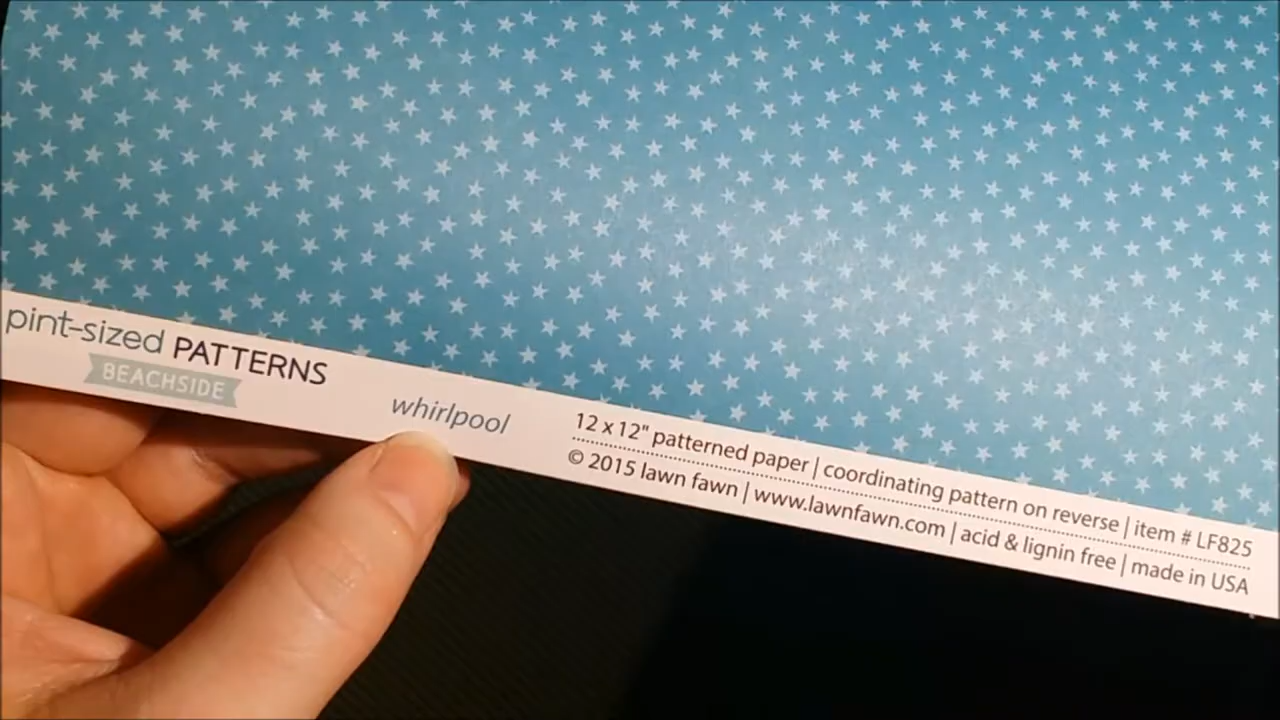 pint-sized PATTERNS
BEACHSIDE
whirlpool
12 x 12" patterned paper | coordinating pattern on reverse | item # LF825
© 2015 lawn fawn | www.lawnfawn.com | acid & lignin free | made in USA